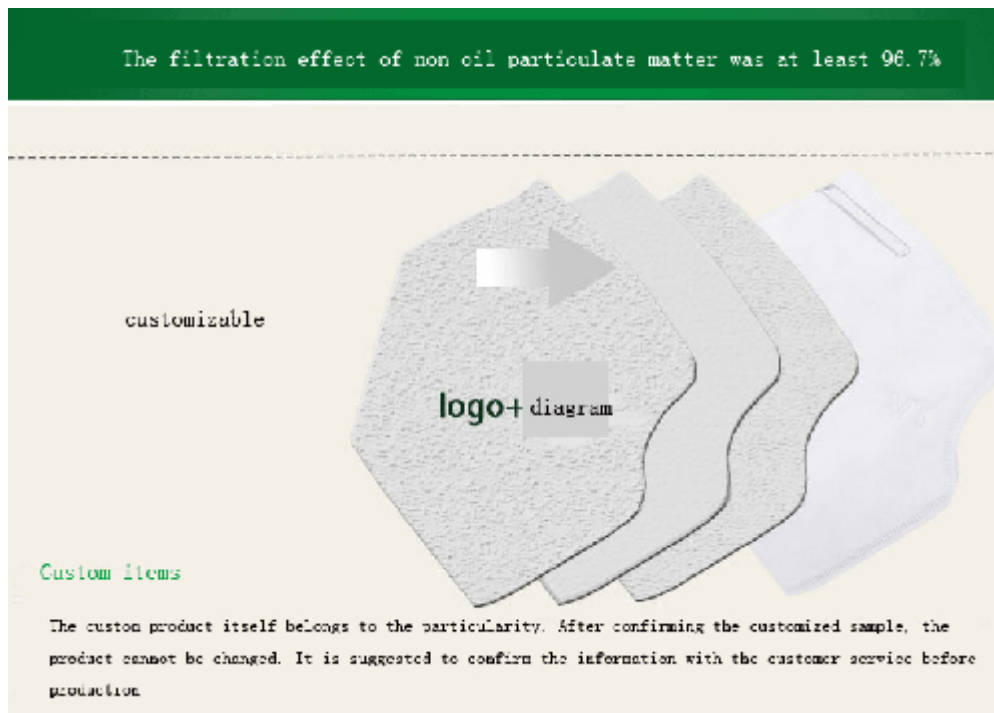 The filtration effect of non oil particulate matter was at least 96.7%
customizable
logo+ diagram
Custom items
The custom product itself belongs to the particularity. After confirming the customized sample, the
product cannot be changed. It is suggested to confirm the information with the customer service before
production